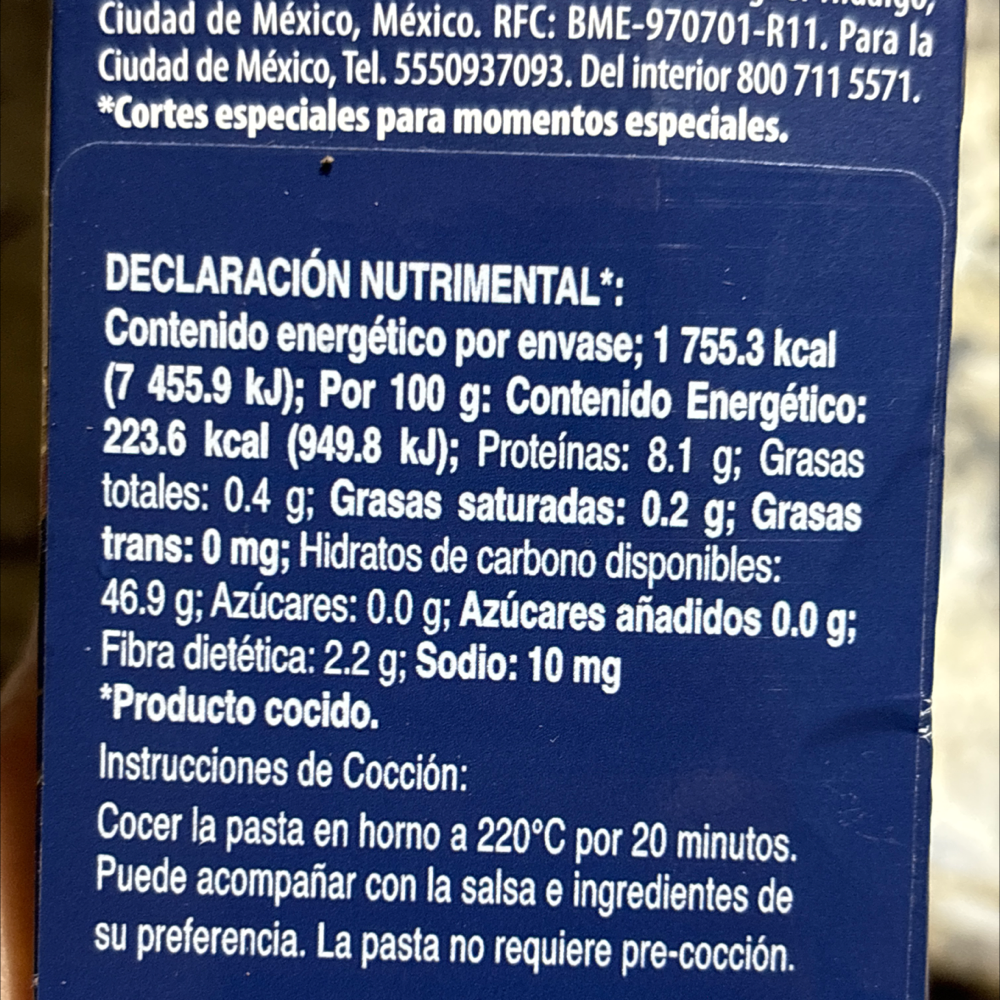 Ciudad de México, México. RFC: BME-970701-R11. Para la
Ciudad de México, Tel. 5550937093. Del interior 800 711 5571.
*Cortes especiales para momentos especiales.
DECLARACIÓN NUTRIMENTAL*:
Contenido energético por envase; 1 755.3 kcal
(7 455.9 kJ); Por 100 g: Contenido Energético:
223.6 kcal (949.8 kJ); Proteínas: 8.1 g; Grasas
totales: 0.4 g; Grasas saturadas: 0.2 g; Grasas
trans: 0 mg; Hidratos de carbono disponibles:
46.9 g; Azúcares: 0.0 g; Azúcares añadidos 0.0 g;
Fibra dietética: 2.2 g; Sodio: 10 mg
*Producto cocido.
Instrucciones de Cocción:
Cocer la pasta en horno a 220°C por 20 minutos.
Puede acompañar con la salsa e ingredientes de
su preferencia. La pasta no requiere pre-cocción.